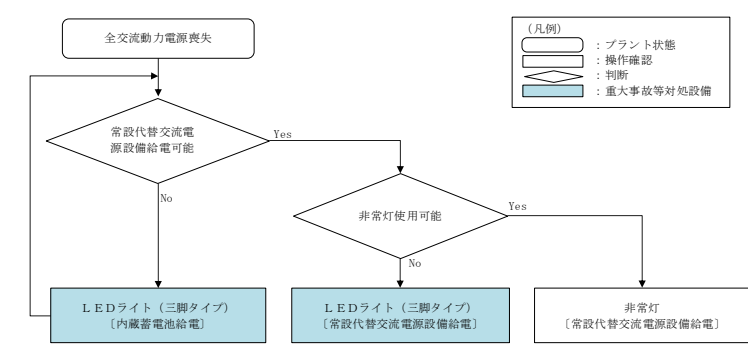 全交流動力電源喪失
(凡例)
：プラント状態
：操作確認
：判断
：重大事故等対処設備
常設代替交流電
源設備給電可能
Yes
No
非常灯使用可能
Yes
No
ＬＥＤライト（三脚タイプ）
〔内蔵蓄電池給電〕
ＬＥＤライト（三脚タイプ）
〔常設代替交流電源設備給電〕
非常灯
〔常設代替交流電源設備給電〕